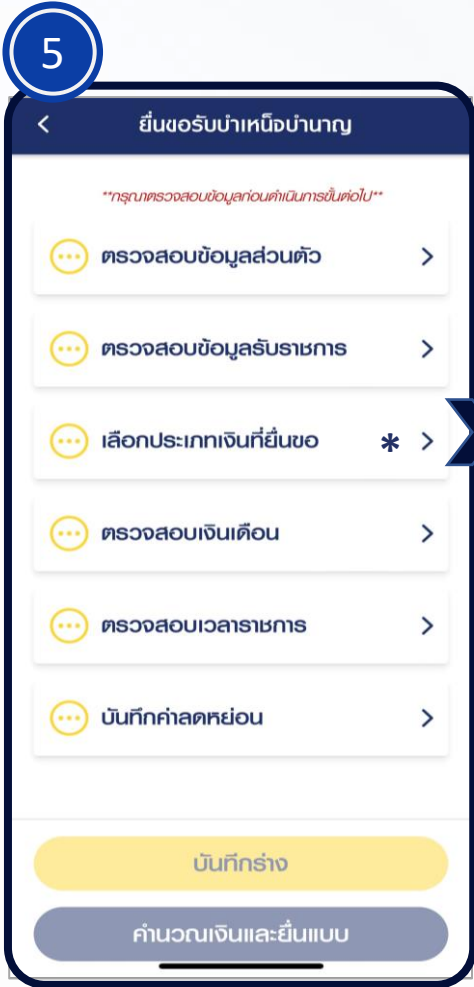 5
ยื่นขอรับบำเหน็จบำนาญ
**กรุณาตรวจสอบข้อมูลก่อนดำเนินการขั้นต่อไป**
ตรวจสอบข้อมูลส่วนตัว
ตรวจสอบข้อมูลรับราชการ
เลือกประเภทเงินที่ยื่นขอ *
ตรวจสอบเงินเดือน
ตรวจสอบเวลาราชการ
บันทึกค่าลดหย่อน
บันทึกร่าง
คำนวณเงินและยื่นแบบ